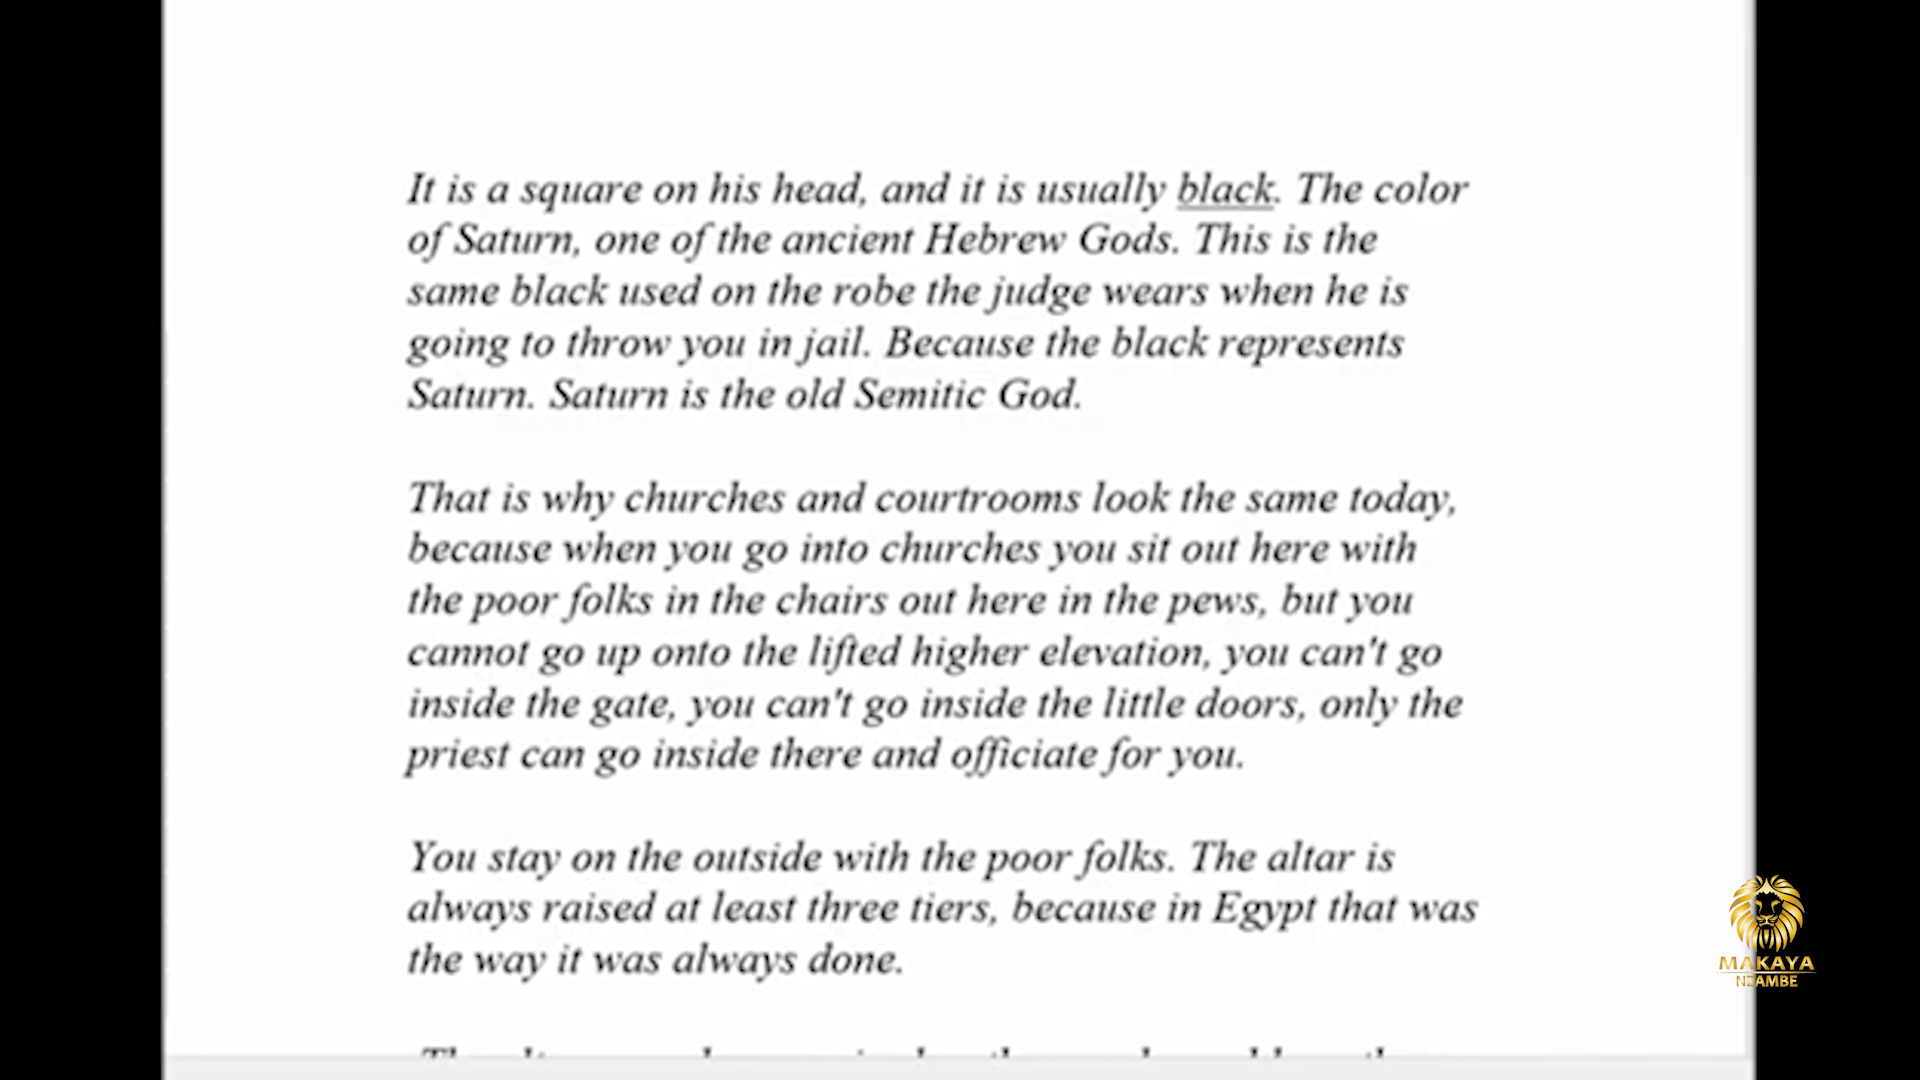 It is a square on his head, and it is usually black. The color
of Saturn, one of the ancient Hebrew Gods. This is the
same black used on the robe the judge wears when he is
going to throw you in jail. Because the black represents
Saturn. Saturn is the old Semitic God.
That is why churches and courtrooms look the same today,
because when you go into churches you sit out here with
the poor folks in the chairs out here in the pews, but you
cannot go up onto the lifted higher elevation, you can't go
inside the gate, you can't go inside the little doors, only the
priest can go inside there and officiate for you.
You stay on the outside with the poor folks. The altar is
always raised at least three tiers, because in Egypt that was
the way it was always done.
MAKAYA
NZAMBE